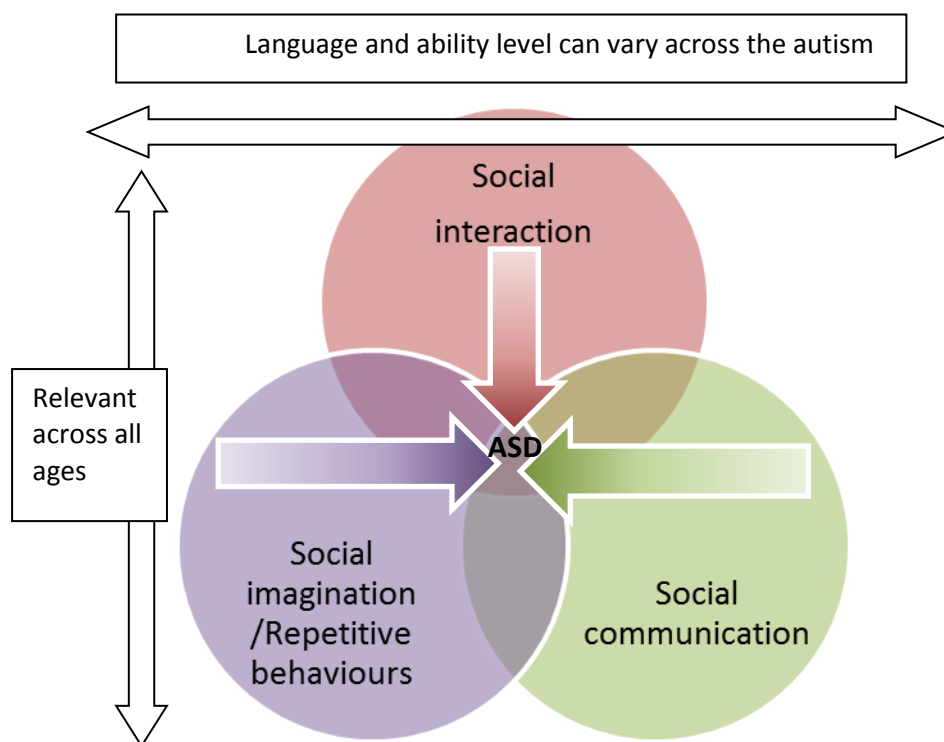 Language and ability level can vary across the autism
Social
interaction
Relevant
across all
ages
ASD
Social
imagination
/Repetitive
behaviours
Social
communication